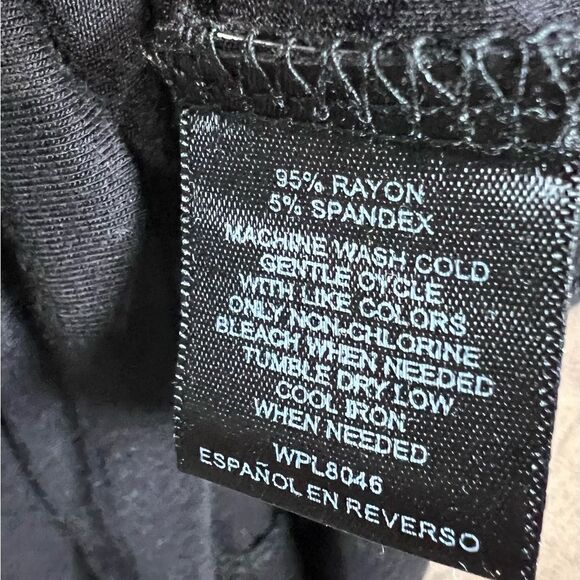 95% RAYON
5% SPANDEX
MACHINE WASH COLD
GENTLE CYCLE
WITH LIKE COLORS
ONLY NON-CHLORINE
BLEACH WHEN NEEDED
TUMBLE DRY LOW
COOL IRON
WHEN NEEDED
WPL8046
ESPAÑOL EN REVERSO